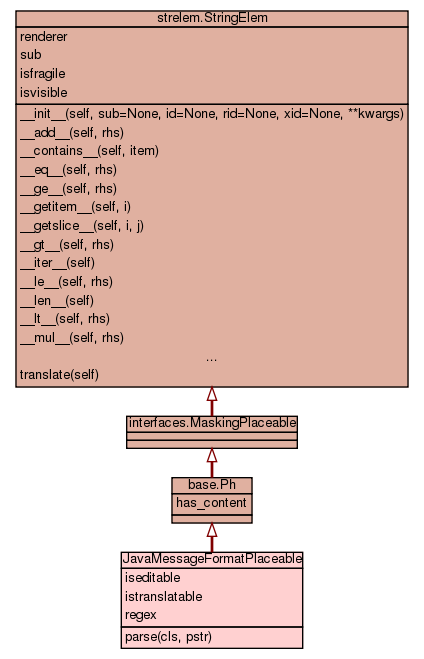 strelem.StringElem
renderer
sub
isfragile
isvisible
__init__(self, sub=None, id=None, rid=None, xid=None, **kwargs)
__add__(self, rhs)
__contains__(self, item)
__eq__(self, rhs)
__ge__(self, rhs)
__getitem__(self, i)
__getslice__(self, i, j)
__gt__(self, rhs)
__iter__(self)
__le__(self, rhs)
__len__(self)
__lt__(self, rhs)
__mul__(self, rhs)
...
translate(self)
interfaces.MaskingPlaceable
base.Ph
has_content
JavaMessageFormatPlaceable
iseditable
istranslatable
regex
parse(cls, pstr)